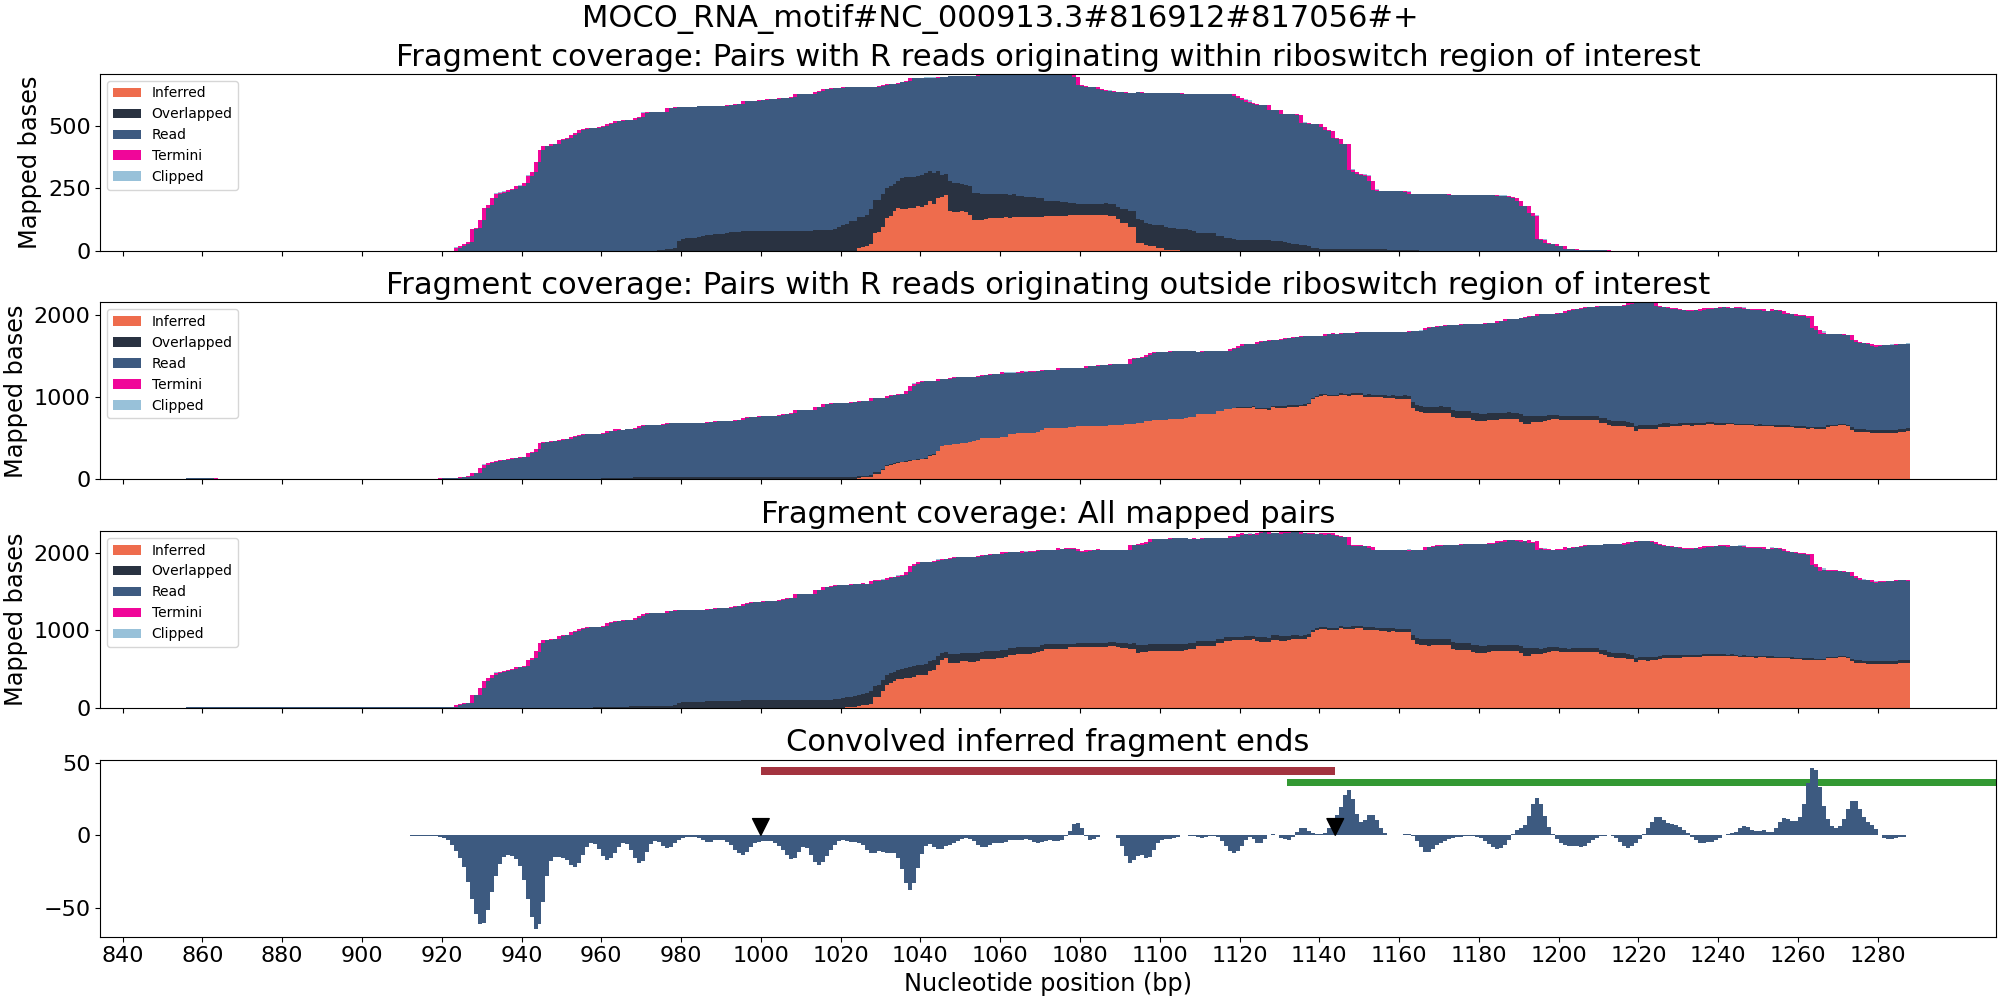 MOCO_RNA_motif#NC_000913.3#816912#817056#+
Fragment coverage: Pairs with R reads originating within riboswitch region of interest
Mapped bases
500
250
0
Inferred
Overlapped
Read
Termini
Clipped
Fragment coverage: Pairs with R reads originating outside riboswitch region of interest
Mapped bases
2000
1000
0
Inferred
Overlapped
Read
Termini
Clipped
Fragment coverage: All mapped pairs
Mapped bases
2000
1000
0
Inferred
Overlapped
Read
Termini
Clipped
Convolved inferred fragment ends
50
0
−50
840 860 880 900 920 940 960 980 1000 1020 1040 1060 1080 1100 1120 1140 1160 1180 1200 1220 1240 1260 1280
Nucleotide position (bp)